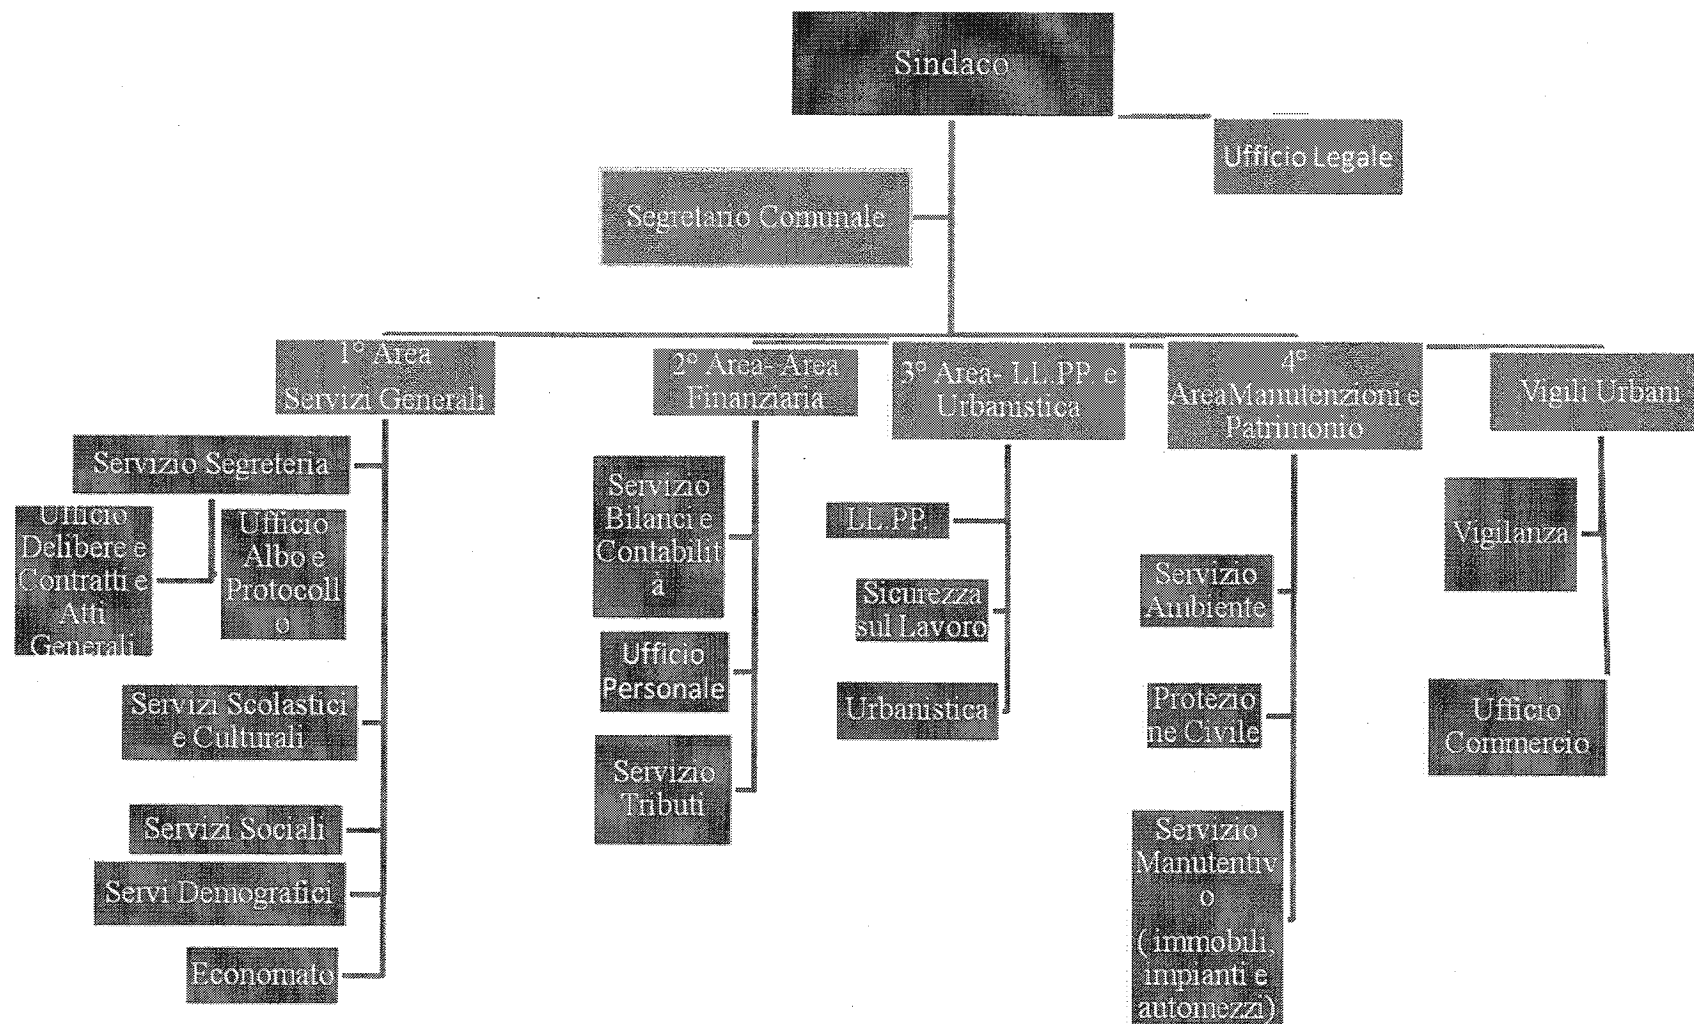 Sindaco
Ufficio Legale
Segretario Comunale
1° Area
Servizi Generali
2° Area- Area
Finanziaria
3° Area- LL.PP. e
Urbanistica
4°
AreaManutenzioni e
Patrimonio
Vigili Urbani
Servizio Segreteria
Ufficio
Delibere e
Contratti e
Atti
Generali
Ufficio
Albo e
Protocoll
o
Servizi Scolastici
e Culturali
Servizi Sociali
Servi Demografici
Economato
Servizio
Bilanci e
Contabilit
à
Ufficio
Personale
Servizio
Tributi
LL.PP.
Sicurezza
sul Lavoro
Urbanistica
Servizio
Ambiente
Protezio
ne Civile
Servizio
Manutentiv
o
( immobili,
impianti e
automezzi)
Vigilanza
Ufficio
Commercio